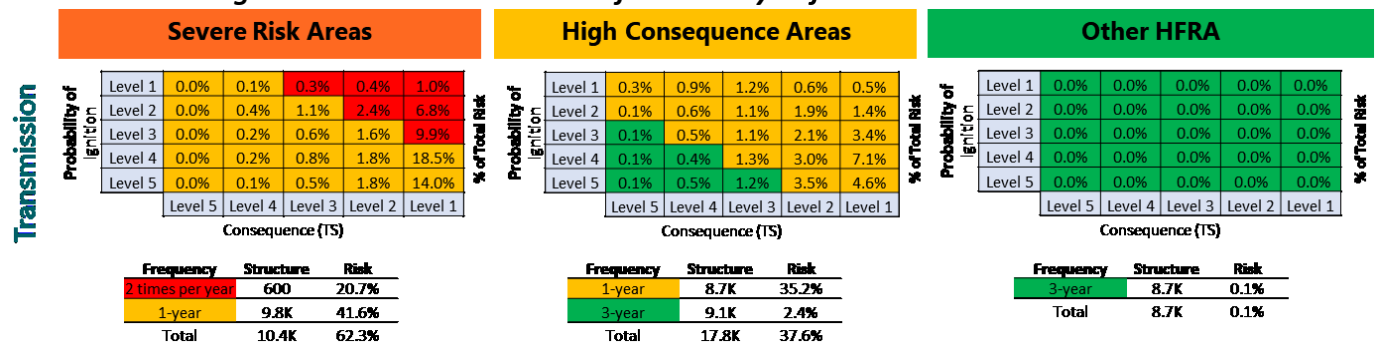 Severe Risk Areas
High Consequence Areas
Other HFRA
Transmission
Probability of Ignition
Level 1 0.0% 0.1% 0.3% 0.4% 1.0%
Level 2 0.0% 0.4% 1.1% 2.4% 6.8%
Level 3 0.0% 0.2% 0.6% 1.6% 9.9%
Level 4 0.0% 0.2% 0.8% 1.8% 18.5%
Level 5 0.0% 0.1% 0.5% 1.8% 14.0%
Level 5 Level 4 Level 3 Level 2 Level 1
Consequence (TS)
% of Total Risk
Frequency Structure Risk
2 times per year 600 20.7%
1-year 9.8K 41.6%
Total 10.4K 62.3%
Probability of Ignition
Level 1 0.3% 0.9% 1.2% 0.6% 0.5%
Level 2 0.1% 0.6% 1.1% 1.9% 1.4%
Level 3 0.1% 0.5% 1.1% 2.1% 3.4%
Level 4 0.1% 0.4% 1.3% 3.0% 7.1%
Level 5 0.1% 0.5% 1.2% 3.5% 4.6%
Level 5 Level 4 Level 3 Level 2 Level 1
Consequence (TS)
% of Total Risk
Frequency Structure Risk
1-year 8.7K 35.2%
3-year 9.1K 2.4%
Total 17.8K 37.6%
Probability of Ignition
Level 1 0.0% 0.0% 0.0% 0.0% 0.0%
Level 2 0.0% 0.0% 0.0% 0.0% 0.0%
Level 3 0.0% 0.0% 0.0% 0.0% 0.0%
Level 4 0.0% 0.0% 0.0% 0.0% 0.0%
Level 5 0.0% 0.0% 0.0% 0.0% 0.0%
Level 5 Level 4 Level 3 Level 2 Level 1
Consequence (TS)
% of Total Risk
Frequency Structure Risk
3-year 8.7K 0.1%
Total 8.7K 0.1%